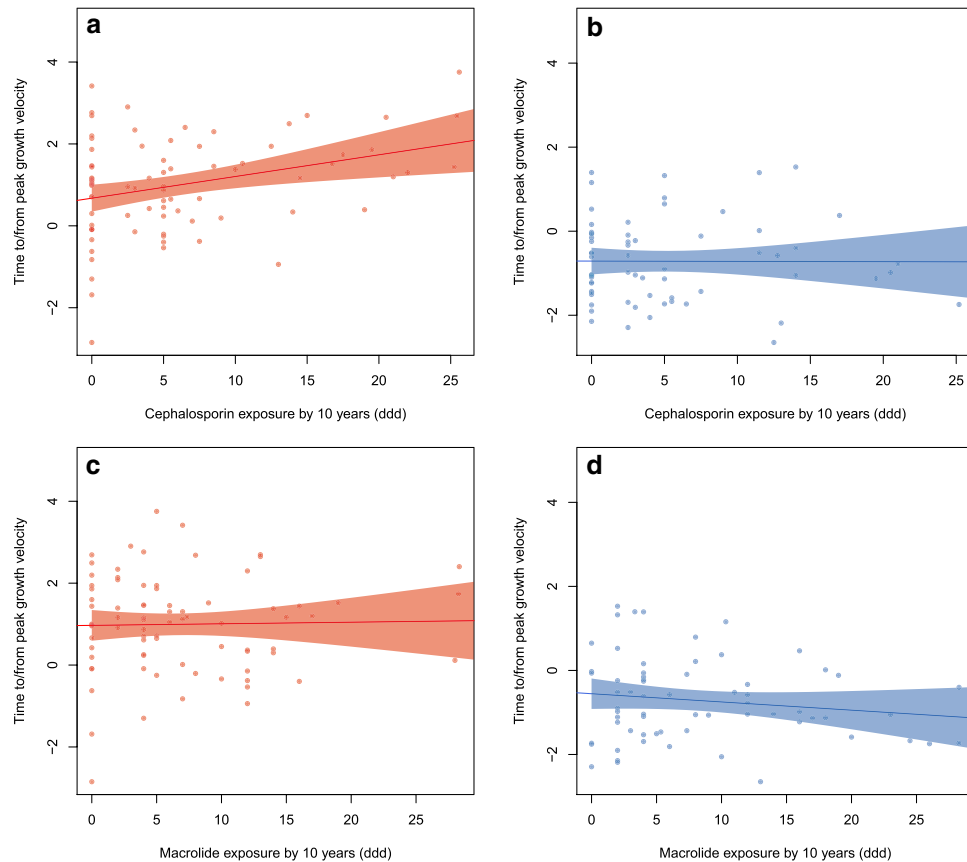 a
Time to/from peak growth velocity
4
2
0
−2
0 5 10 15 20 25
Cephalosporin exposure by 10 years (ddd)
b
Time to/from peak growth velocity
4
2
0
−2
0 5 10 15 20 25
Cephalosporin exposure by 10 years (ddd)
c
Time to/from peak growth velocity
4
2
0
−2
0 5 10 15 20 25
Macrolide exposure by 10 years (ddd)
d
Time to/from peak growth velocity
4
2
0
−2
0 5 10 15 20 25
Macrolide exposure by 10 years (ddd)